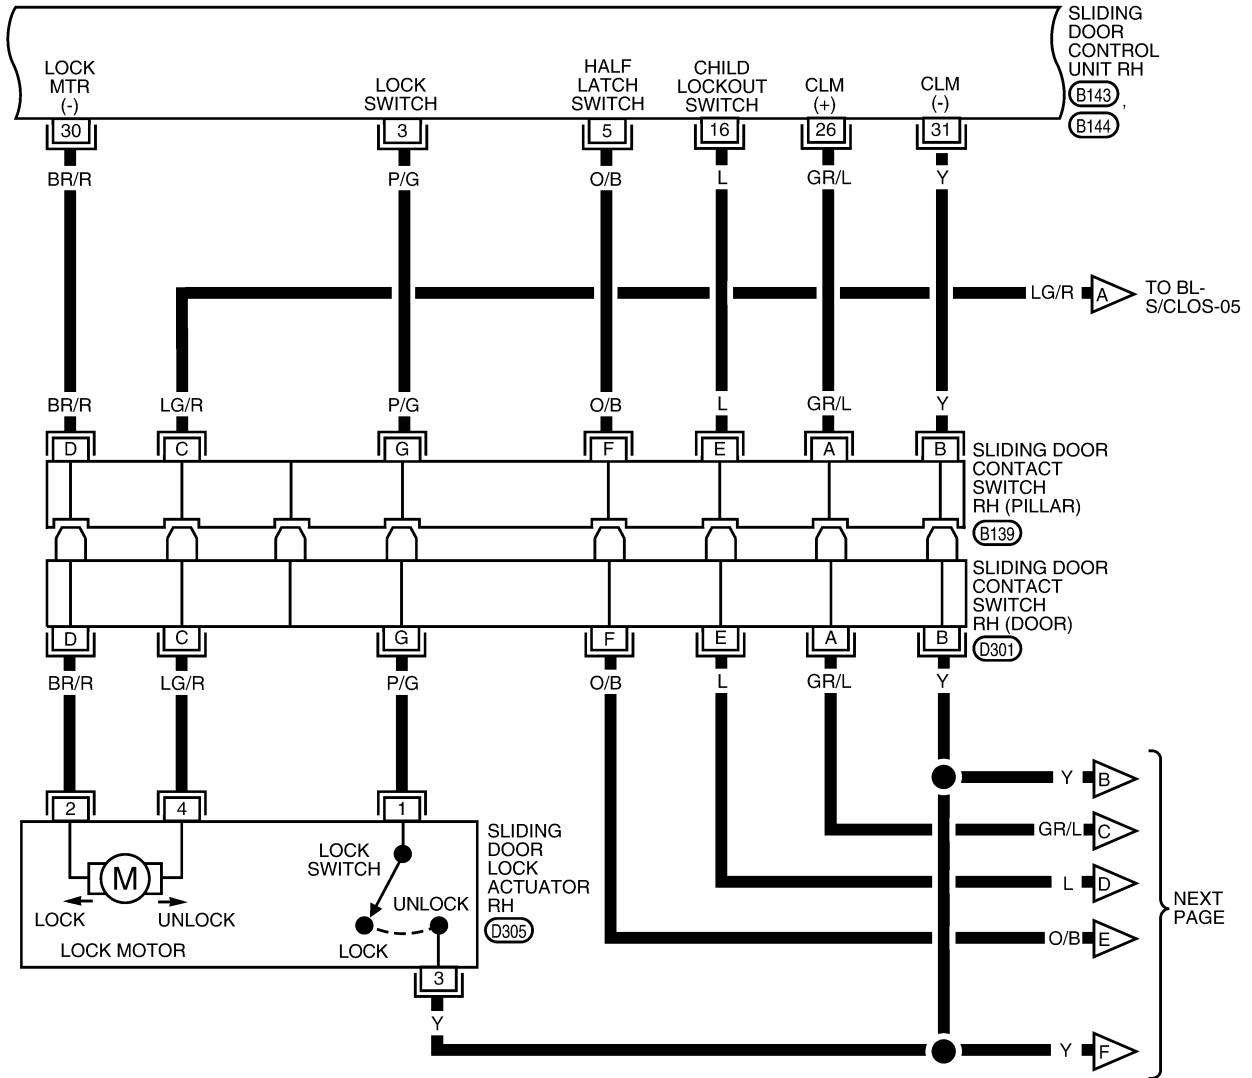 SLIDING
DOOR
CONTROL
UNIT RH
B143 ,
B144
LOCK
MTR
(-)
LOCK
SWITCH
HALF
LATCH
SWITCH
CHILD
LOCKOUT
SWITCH
CLM
(+)
CLM
(-)
30 3 5 16 26 31
BR/R P/G O/B L GR/L Y
LG/R A TO BL-
S/CLOS-05
BR/R LG/R P/G O/B L GR/L Y
D C G F E A B
SLIDING DOOR
CONTACT
SWITCH
RH (PILLAR)
B139
SLIDING DOOR
CONTACT
SWITCH
RH (DOOR)
D301
D C G F E A B
BR/R LG/R P/G O/B L GR/L Y
Y B
GR/L C
L D
O/B E
Y F
NEXT
PAGE
2 4 1
SLIDING
DOOR
LOCK
ACTUATOR
RH
D305
LOCK
SWITCH
M
LOCK UNLOCK
LOCK MOTOR
UNLOCK
LOCK
3
Y